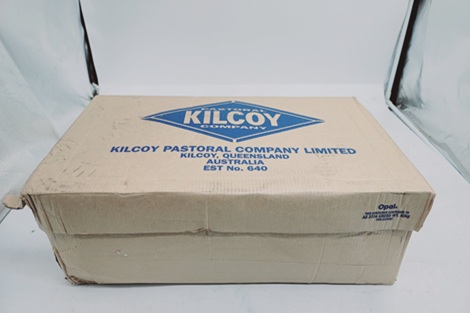 PASTORAL
KILCOY
COMPANY
KILCOY PASTORAL COMPANY LIMITED
KILCOY, QUEENSLAND
AUSTRALIA
EST No. 640
Opal.